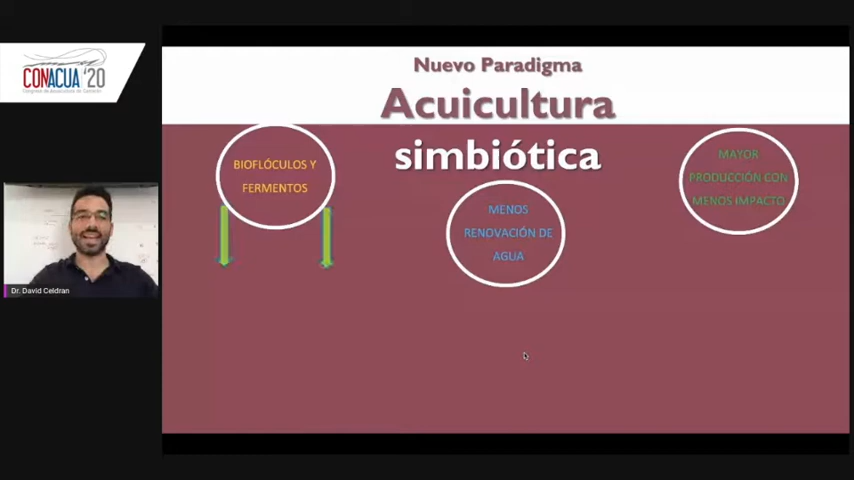 CONACUA '20
Nuevo Paradigma
Acuicultura
simbiótica
BIOFLÓCULOS Y
FERMENTOS
MENOS
RENOVACIÓN DE
AGUA
MAYOR
PRODUCCIÓN CON
MENOS IMPACTO
Dr. David Celdran